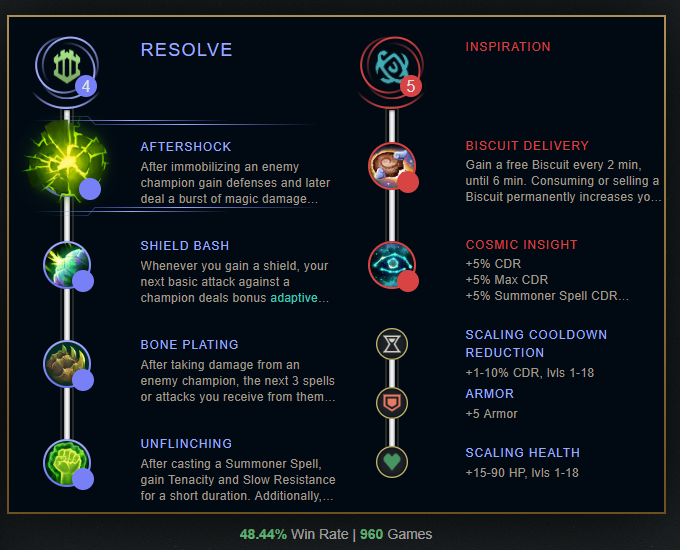 RESOLVE
4
AFTERSHOCK
After immobilizing an enemy
champion gain defenses and later
deal a burst of magic damage...
SHIELD BASH
Whenever you gain a shield, your
next basic attack against a
champion deals bonus adaptive...
BONE PLATING
After taking damage from an
enemy champion, the next 3 spells
or attacks you receive from them...
UNFLINCHING
After casting a Summoner Spell,
gain Tenacity and Slow Resistance
for a short duration. Additionally,...
INSPIRATION
5
BISCUIT DELIVERY
Gain a free Biscuit every 2 min,
until 6 min. Consuming or selling a
Biscuit permanently increases yo...
COSMIC INSIGHT
+5% CDR
+5% Max CDR
+5% Summoner Spell CDR...
SCALING COOLDOWN
REDUCTION
+1-10% CDR, lvls 1-18
ARMOR
+5 Armor
SCALING HEALTH
+15-90 HP, lvls 1-18
48.44% Win Rate | 960 Games